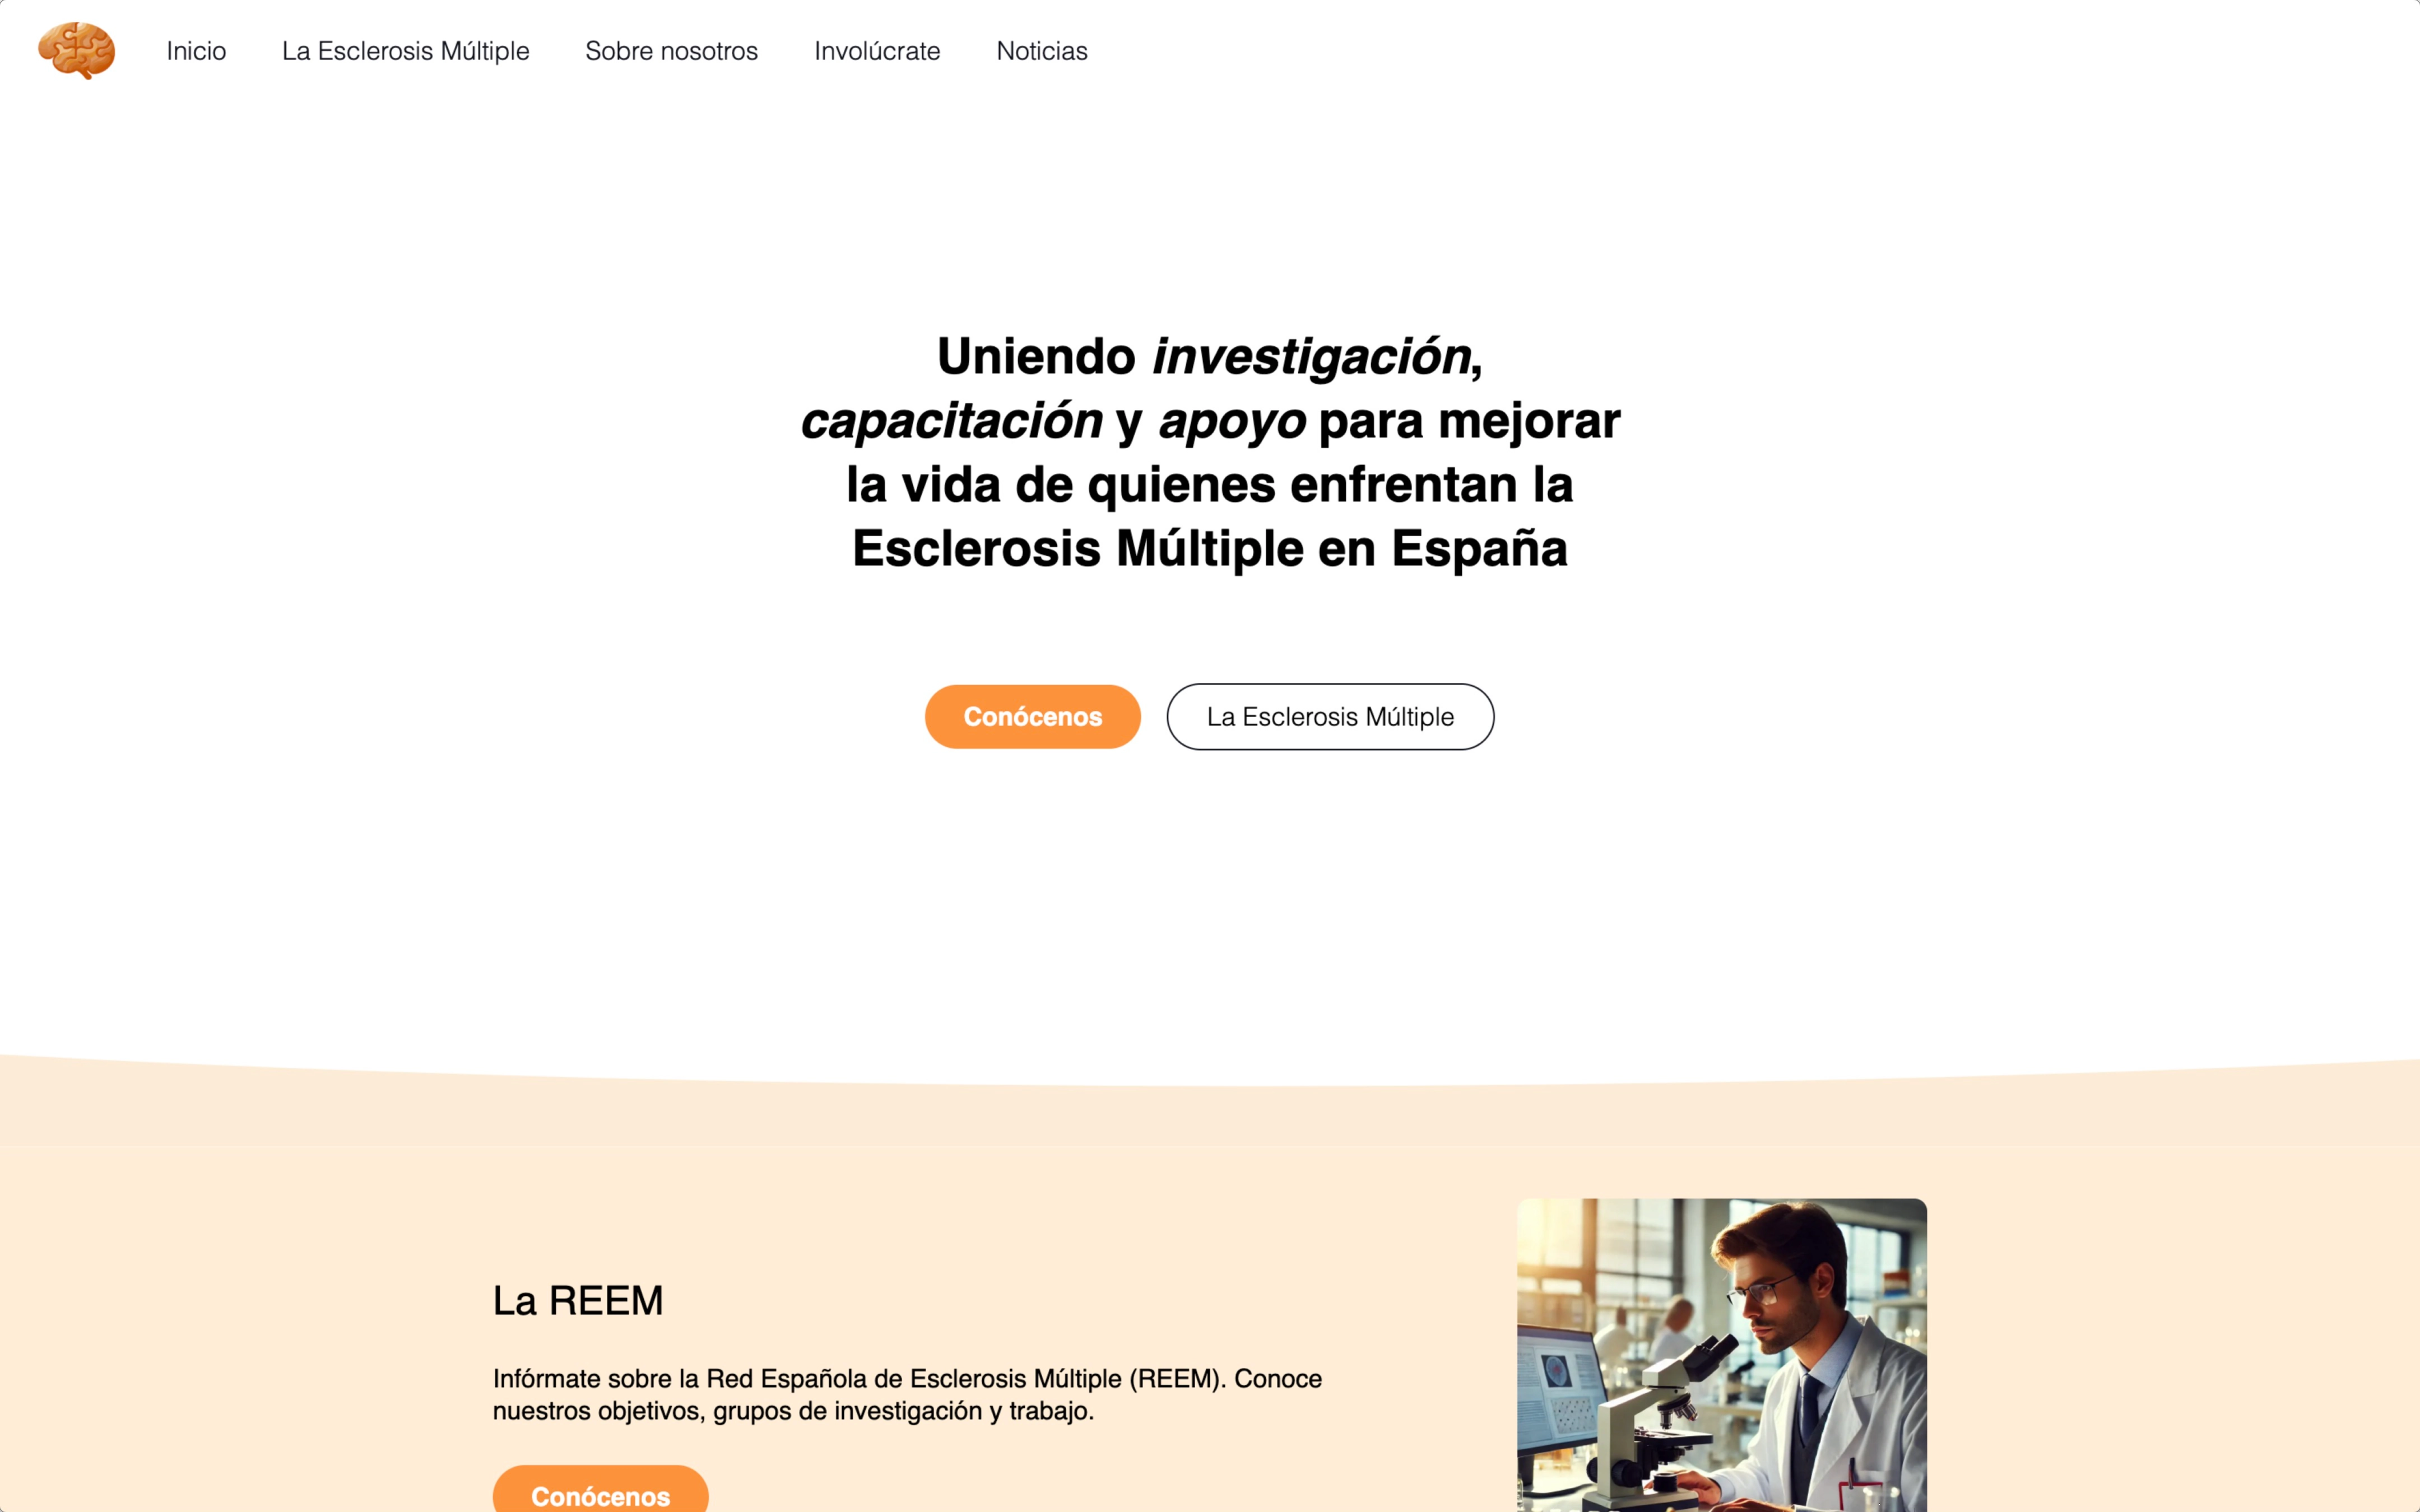 Inicio La Esclerosis Múltiple Sobre nosotros Involúcrate Noticias
Uniendo investigación,
capacitación y apoyo para mejorar
la vida de quienes enfrentan la
Esclerosis Múltiple en España
Conócenos La Esclerosis Múltiple
La REEM
Infórmate sobre la Red Española de Esclerosis Múltiple (REEM). Conoce
nuestros objetivos, grupos de investigación y trabajo.
Conócenos